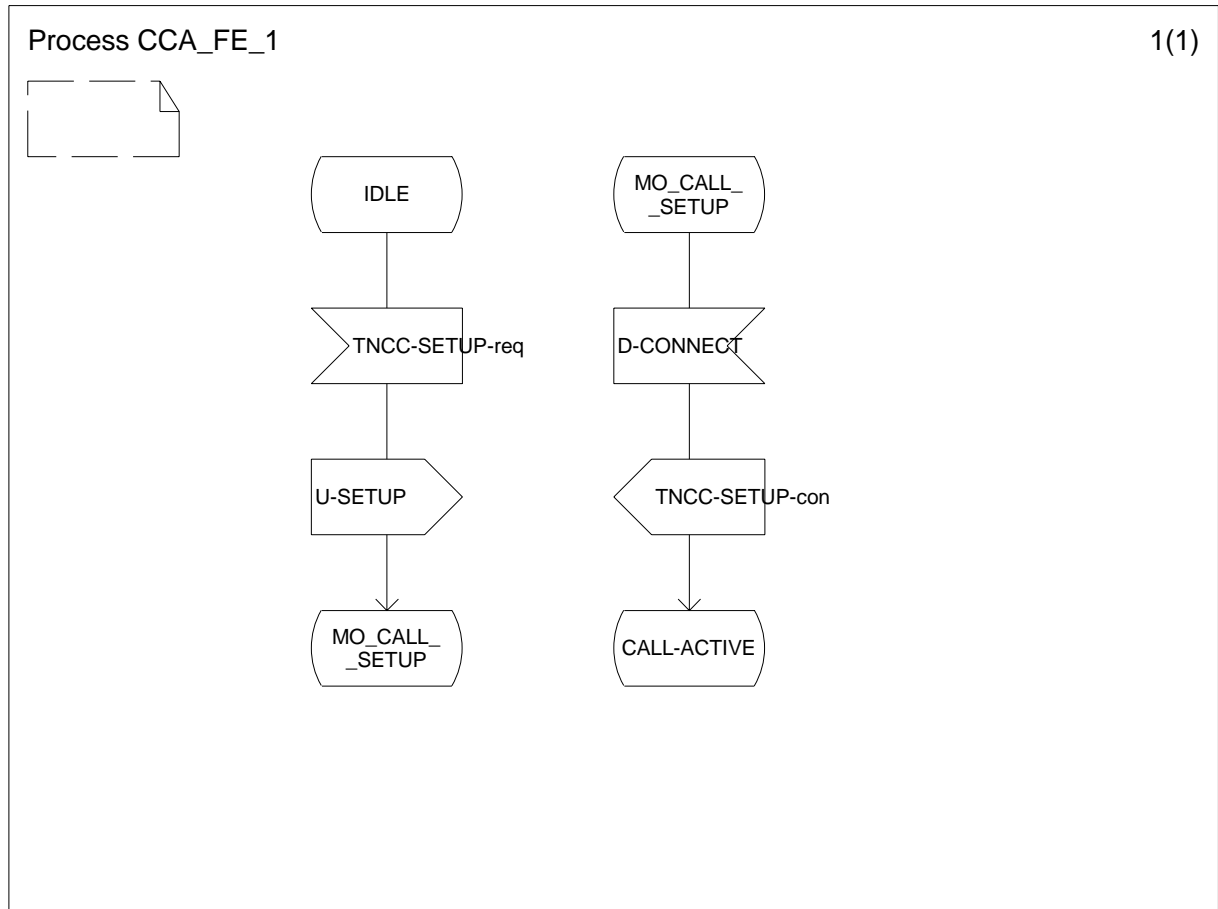 Process CCA_FE_1
1(1)
IDLE
TNCC-SETUP-req
U-SETUP
MO_CALL_
_SETUP
MO_CALL_
_SETUP
D-CONNECT
TNCC-SETUP-con
CALL-ACTIVE